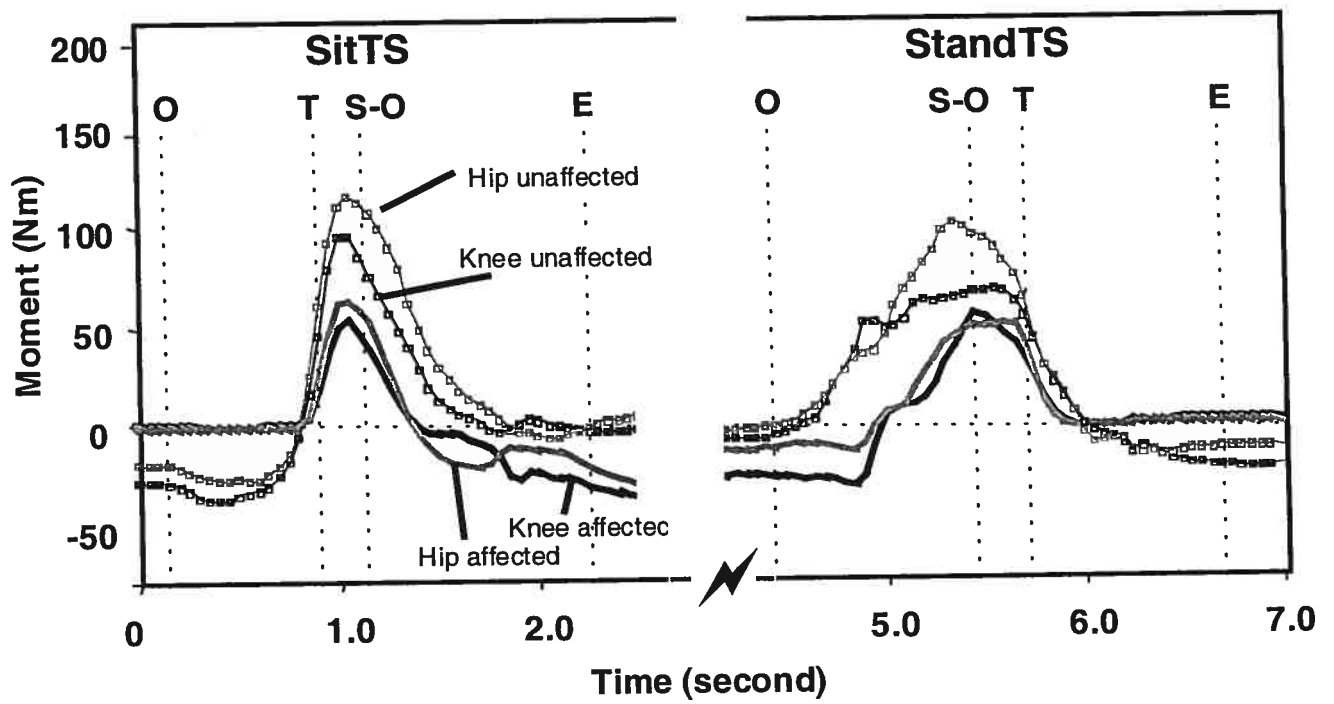 SitTS
StandTS
O T S-O E
O S-O T E
200
150
100
50
0
-50
Moment (Nm)
Hip unaffected
Knee unaffected
Knee affected
Hip affected
0 1.0 2.0 5.0 6.0 7.0
Time (second)